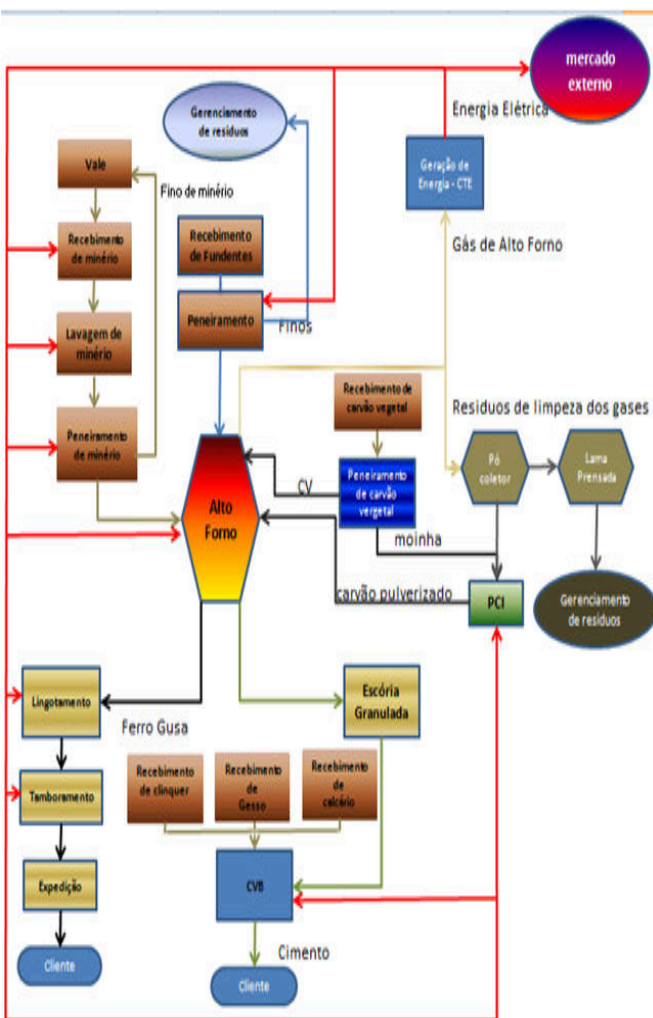 mercado
externo
Energia Elétrica
Gerenciamento
de resíduos
Geração de
Energia - CTE
Vale
Fino de minério
Recebimento
de minério
Recebimento
de Fundentes
Gás de Alto Forno
Lavagem de
minério
Peneiramento
Finos
Peneiramento
de minério
Recebimento de
carvão vegetal
Residuos de limpeza dos gases
Alto
Forno
CV
Peneiramento
de carvão
vegetal
Pó
coletor
Lama
Prensada
moinha
carvão pulverizado
PCI
Gerenciamento
de resíduos
Lingotamento
Ferro Gusa
Escória
Granulada
Tamboramento
Recebimento
de clinquer
Recebimento
de
Gesso
Recebimento
de
calcário
Expedição
CVB
Cliente
Cimento
Cliente